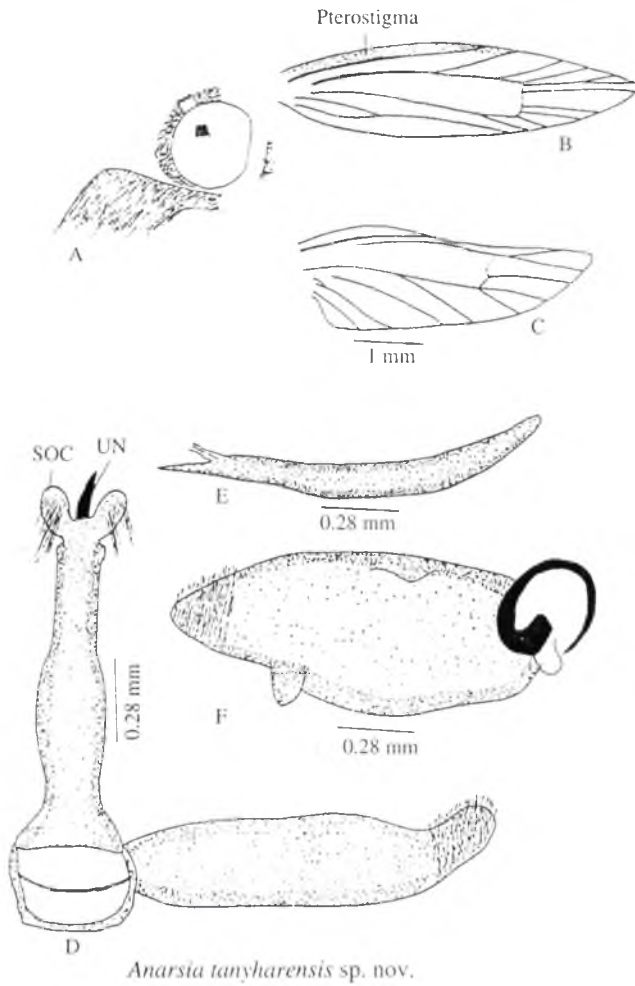 Pterostigma
B
A
C
1 mm
SOC
UN
E
0.28 mm
0.28 mm
F
0.28 mm
D
Anarsia tanyharensis sp. nov.